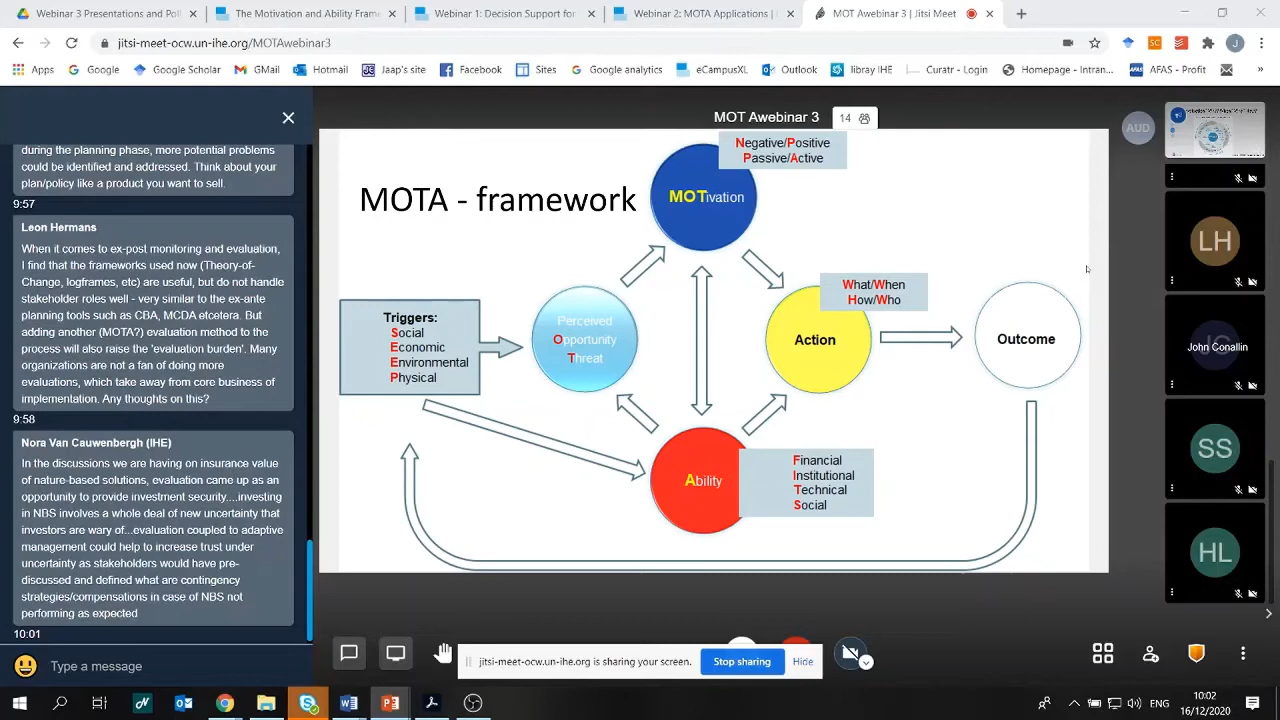 Webinar 3 Presentations and Poll
The Motivation and Ability Frame
Webinar 1: Decision Support for
Webinar 2: MOTA Applications |
MOT Awebinar 3 | Jitsi Meet
jitsi-meet-ocw.un-ihe.org/MOTAwebinar3
Apps
Google
Google Scholar
GMail
Hotmail
Jaap's site
Facebook
Sites
Google analytics
eCampusXL
Outlook
libray IHE
Curatr - Login
Homepage - Intran...
AFAS - Profit
during the planning phase, more potential problems
could be identified and addressed. Think about your
plan/policy like a product you want to sell.
9:57
Leon Hermans
When it comes to ex-post monitoring and evaluation,
I find that the frameworks used now (Theory-of-
Change, logframes, etc) are useful, but do not handle
stakeholder roles well - very similar to the ex-ante
planning tools such as CBA, MCDA etcetera. But
adding another (MOTA?) evaluation method to the
process will also increase the 'evaluation burden'. Many
organizations are not a fan of doing more
evaluations, which take away from core business of
implementation. Any thoughts on this?
9:58
Nora Van Cauwenbergh (IHE)
In the discussions we are having on insurance value
of nature-based solutions, evaluation came up as an
opportunity to provide investment security....investing
in NBS involves a whole deal of new uncertainty that
investors are wary of...evaluation coupled to adaptive
management could help to increase trust under
uncertainty as stakeholders would have pre-
discussed and defined what are contingency
strategies/compensations in case of NBS not
performing as expected
10:01
Type a message
MOT Awebinar 3
14
MOTA - framework
MOTivation
Negative/Positive
Passive/Active
Triggers:
Social
Economic
Environmental
Physical
Perceived
Opportunity
Threat
What/When
How/Who
Action
Outcome
Ability
Financial
Institutional
Technical
Social
AUD
LH
John Conallin
SS
HL
jitsi-meet-ocw.un-ihe.org is sharing your screen.
Stop sharing
Hide
ENG
10:02
16/12/2020